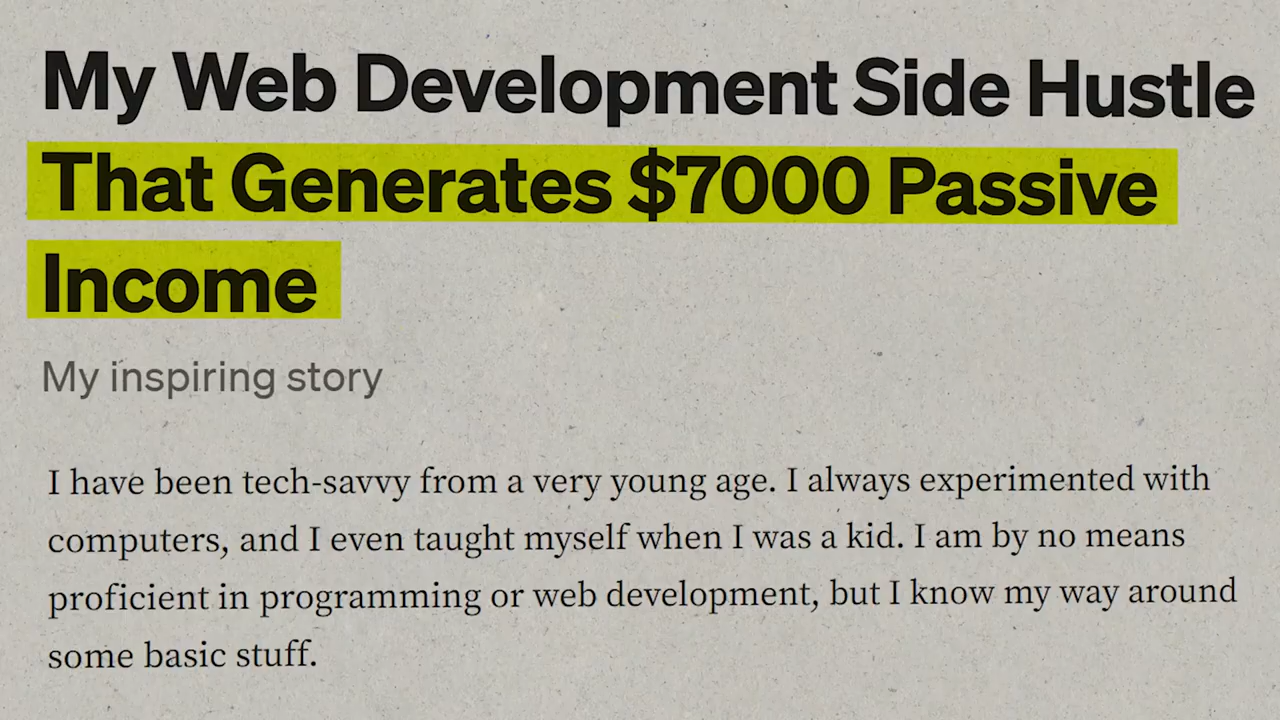 My Web Development Side Hustle
That Generates $7000 Passive
Income
My inspiring story
I have been tech-savvy from a very young age. I always experimented with
computers, and I even taught myself when I was a kid. I am by no means
proficient in programming or web development, but I know my way around
some basic stuff.